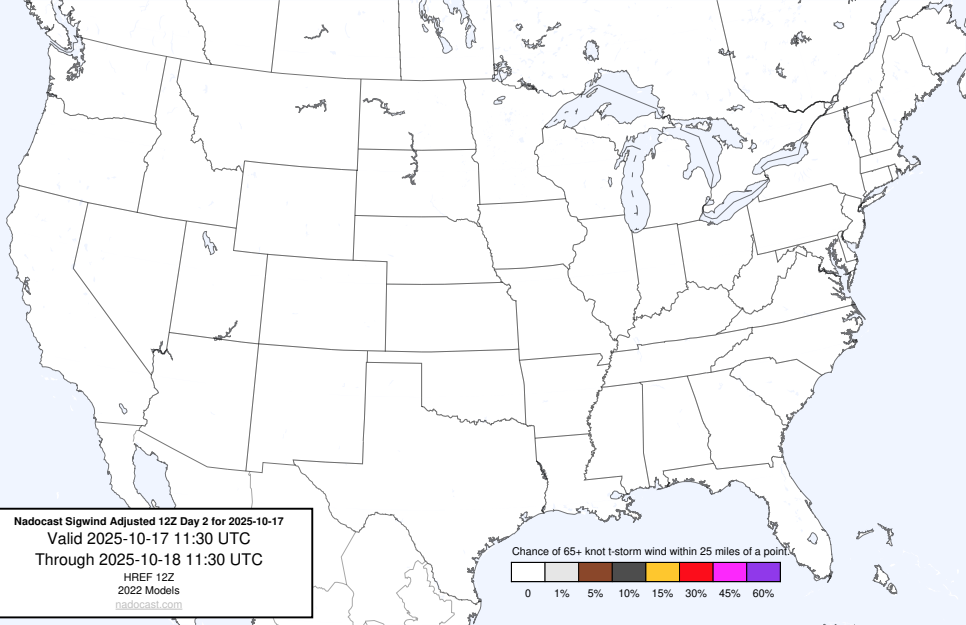 Nadocast Sigwind Adjusted 12Z Day 2 for 2025-10-17
Valid 2025-10-17 11:30 UTC
Through 2025-10-18 11:30 UTC
HREF 12Z
2022 Models
nadocast.com
Chance of 65+ knot t-storm wind within 25 miles of a point.
0 1% 5% 10% 15% 30% 45% 60%